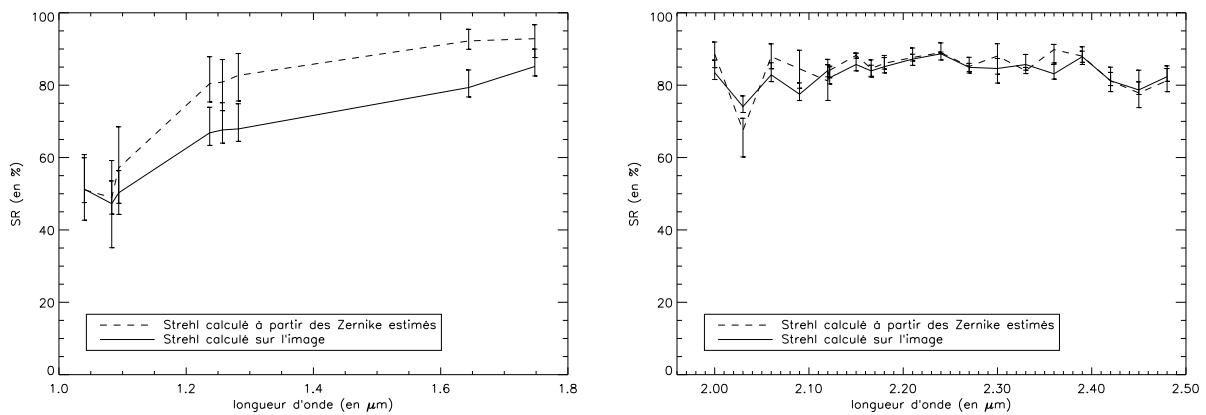 100
80
60
40
20
0
SR (en %)
Strehl calculé à partir des Zernike estimés
Strehl calculé sur l'image
1.0 1.2 1.4 1.6 1.8
longueur d'onde (en μm)
100
80
60
40
20
0
SR (en %)
Strehl calculé à partir des Zernike estimés
Strehl calculé sur l'image
2.00 2.10 2.20 2.30 2.40 2.50
longueur d'onde (en μm)